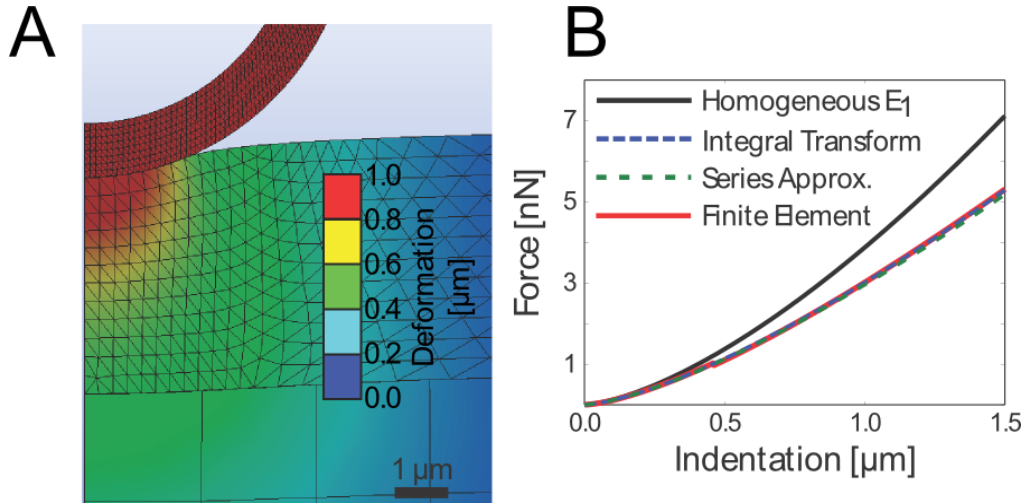 A
1.0
0.8
0.6
0.4
0.2
0.0
Deformation
[µm]
1 µm
B
Homogeneous E1
Integral Transform
Series Approx.
Finite Element
Force [nN]
7
5
3
1
0.0 0.5 1.0 1.5
Indentation [µm]